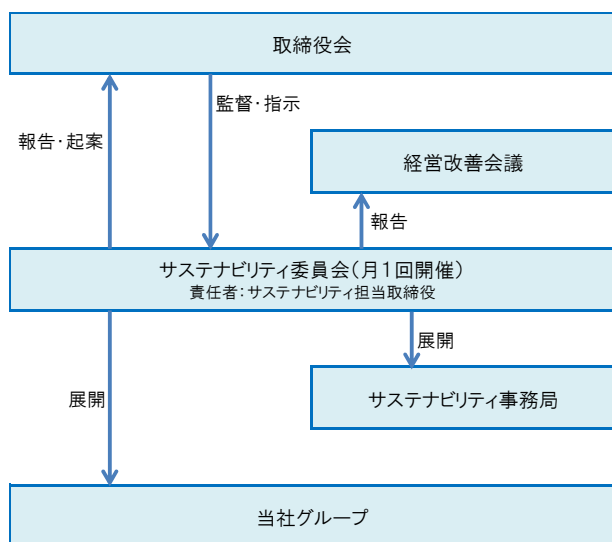 取締役会
監督・指示
報告・起案
経営改善会議
報告
サステナビリティ委員会（月１回開催）
責任者：サステナビリティ担当取締役
展開
サステナビリティ事務局
展開
当社グループ